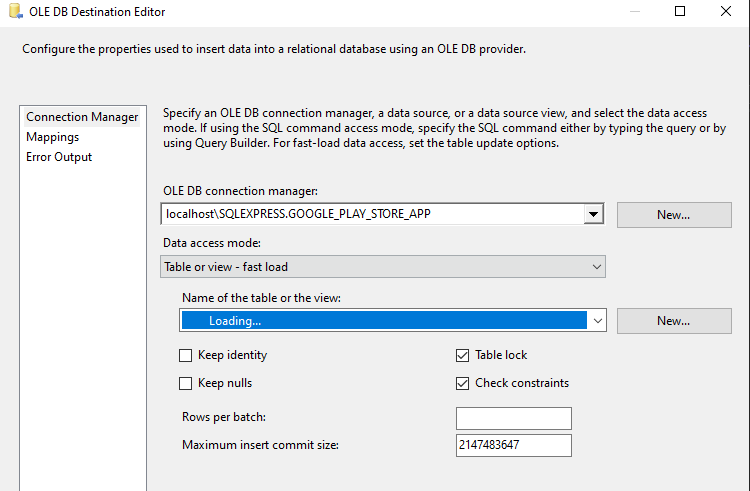 OLE DB Destination Editor
Configure the properties used to insert data into a relational database using an OLE DB provider.
Connection Manager
Mappings
Error Output
Specify an OLE DB connection manager, a data source, or a data source view, and select the data access
mode. If using the SQL command access mode, specify the SQL command either by typing the query or by
using Query Builder. For fast-load data access, set the table update options.
OLE DB connection manager:
localhost\SQLEXPRESS.GOOGLE_PLAY_STORE_APP
New...
Data access mode:
Table or view - fast load
Name of the table or the view:
Loading...
New...
Keep identity
Table lock
Keep nulls
Check constraints
Rows per batch:
Maximum insert commit size:
2147483647